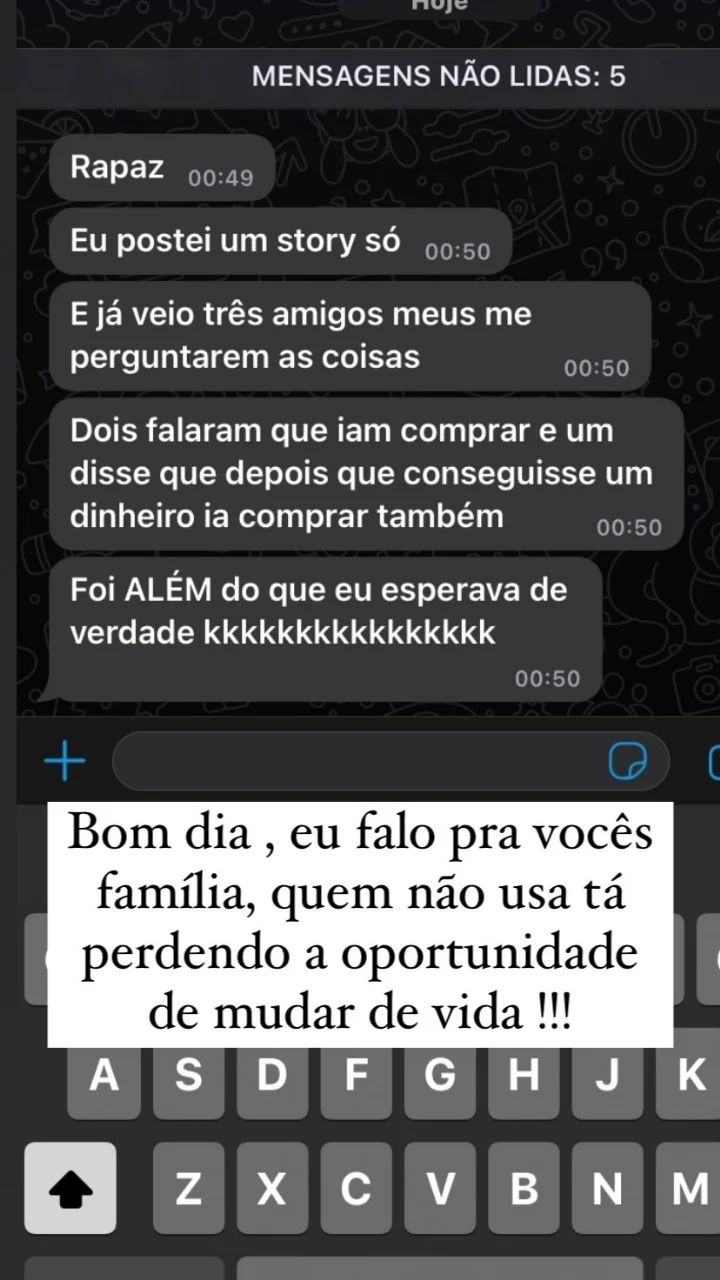 Hoje
MENSAGENS NÃO LIDAS: 5
Rapaz 00:49
Eu postei um story só 00:50
E já veio três amigos meus me
perguntarem as coisas 00:50
Dois falaram que iam comprar e um
disse que depois que conseguisse um
dinheiro ia comprar também 00:50
Foi ALÉM do que eu esperava de
verdade kkkkkkkkkkkkkkkk
00:50
Bom dia , eu falo pra vocês
família, quem não usa tá
perdendo a oportunidade
de mudar de vida !!!
A S D F G H J K
Z X C V B N M